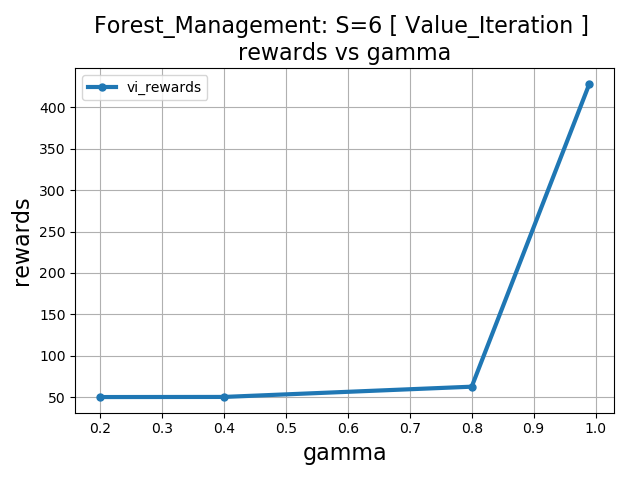 Forest_Management: S=6 [ Value_Iteration ]
rewards vs gamma
vi_rewards
rewards
400
350
300
250
200
150
100
50
0.2 0.3 0.4 0.5 0.6 0.7 0.8 0.9 1.0
gamma